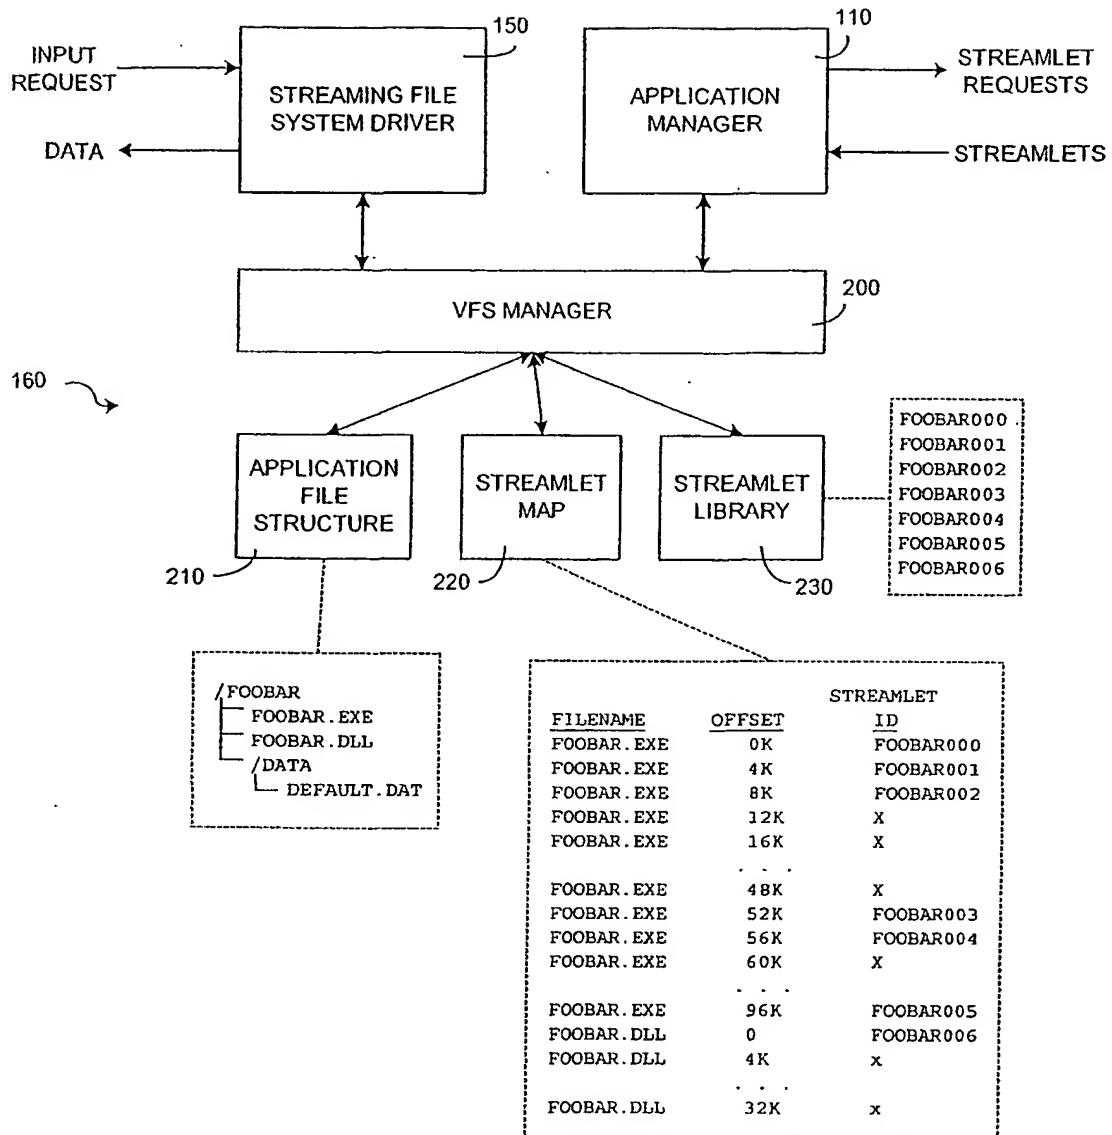 150
110
INPUT
REQUEST
STREAMING FILE
SYSTEM DRIVER
APPLICATION
MANAGER
STREAMLET
REQUESTS
DATA
STREAMLETS
VFS MANAGER
200
160
APPLICATION
FILE
STRUCTURE
STREAMLET
MAP
STREAMLET
LIBRARY
FOOBAR000
FOOBAR001
FOOBAR002
FOOBAR003
FOOBAR004
FOOBAR005
FOOBAR006
210
220
230
/FOOBAR
FOOBAR.EXE
FOOBAR.DLL
/DATA
DEFAULT.DAT
STREAMLET
FILENAME OFFSET ID
FOOBAR.EXE 0K FOOBAR000
FOOBAR.EXE 4K FOOBAR001
FOOBAR.EXE 8K FOOBAR002
FOOBAR.EXE 12K X
FOOBAR.EXE 16K X
. . .
FOOBAR.EXE 48K X
FOOBAR.EXE 52K FOOBAR003
FOOBAR.EXE 56K FOOBAR004
FOOBAR.EXE 60K X
. . .
FOOBAR.EXE 96K FOOBAR005
FOOBAR.DLL 0 FOOBAR006
FOOBAR.DLL 4K x
. . .
FOOBAR.DLL 32K x